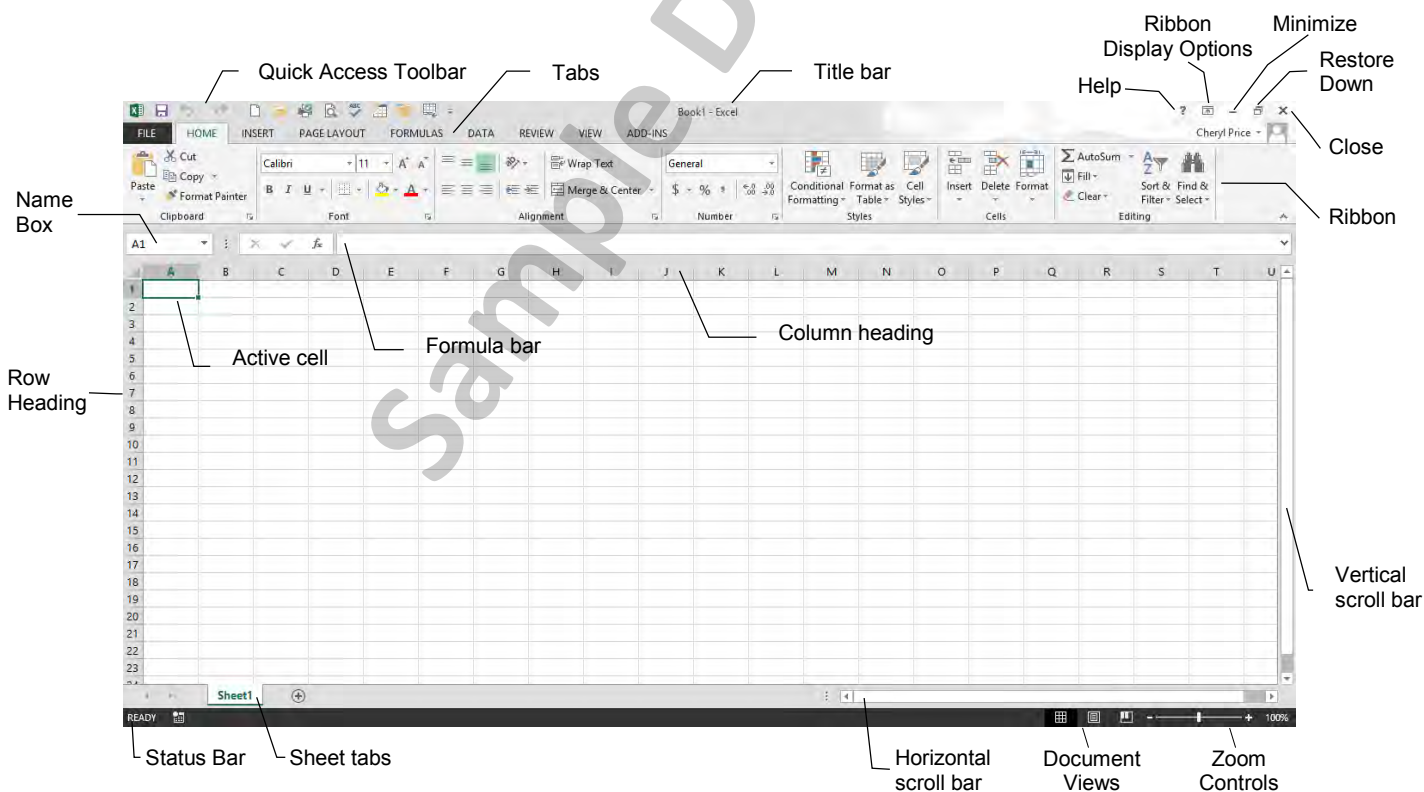 Ribbon
Display Options
Minimize
Restore
Down
Help
Quick Access Toolbar
Tabs
Title bar
Close
Book1 - Excel
?
FILE HOME INSERT PAGE LAYOUT FORMULAS DATA REVIEW VIEW ADD-INS
Cheryl Price
Paste
Cut
Copy
Format Painter
Clipboard
Calibri 11
B I U
Font
Wrap Text
Merge & Center
Alignment
General
$ % ,
Number
Conditional
Formatting
Format as
Table
Cell
Styles
Styles
Insert Delete Format
Cells
AutoSum
Fill
Clear
Sort &
Filter
Find &
Select
Editing
Name
Box
Ribbon
A1
fx
A B C D E F G H I J K L M N O P Q R S T U
1
2
3
4
5
6
7
8
9
10
11
12
13
14
15
16
17
18
19
20
21
22
23
24
Active cell
Formula bar
Column heading
Row
Heading
Vertical
scroll bar
Sheet1
READY
100%
Status Bar
Sheet tabs
Horizontal
scroll bar
Document
Views
Zoom
Controls
Sample